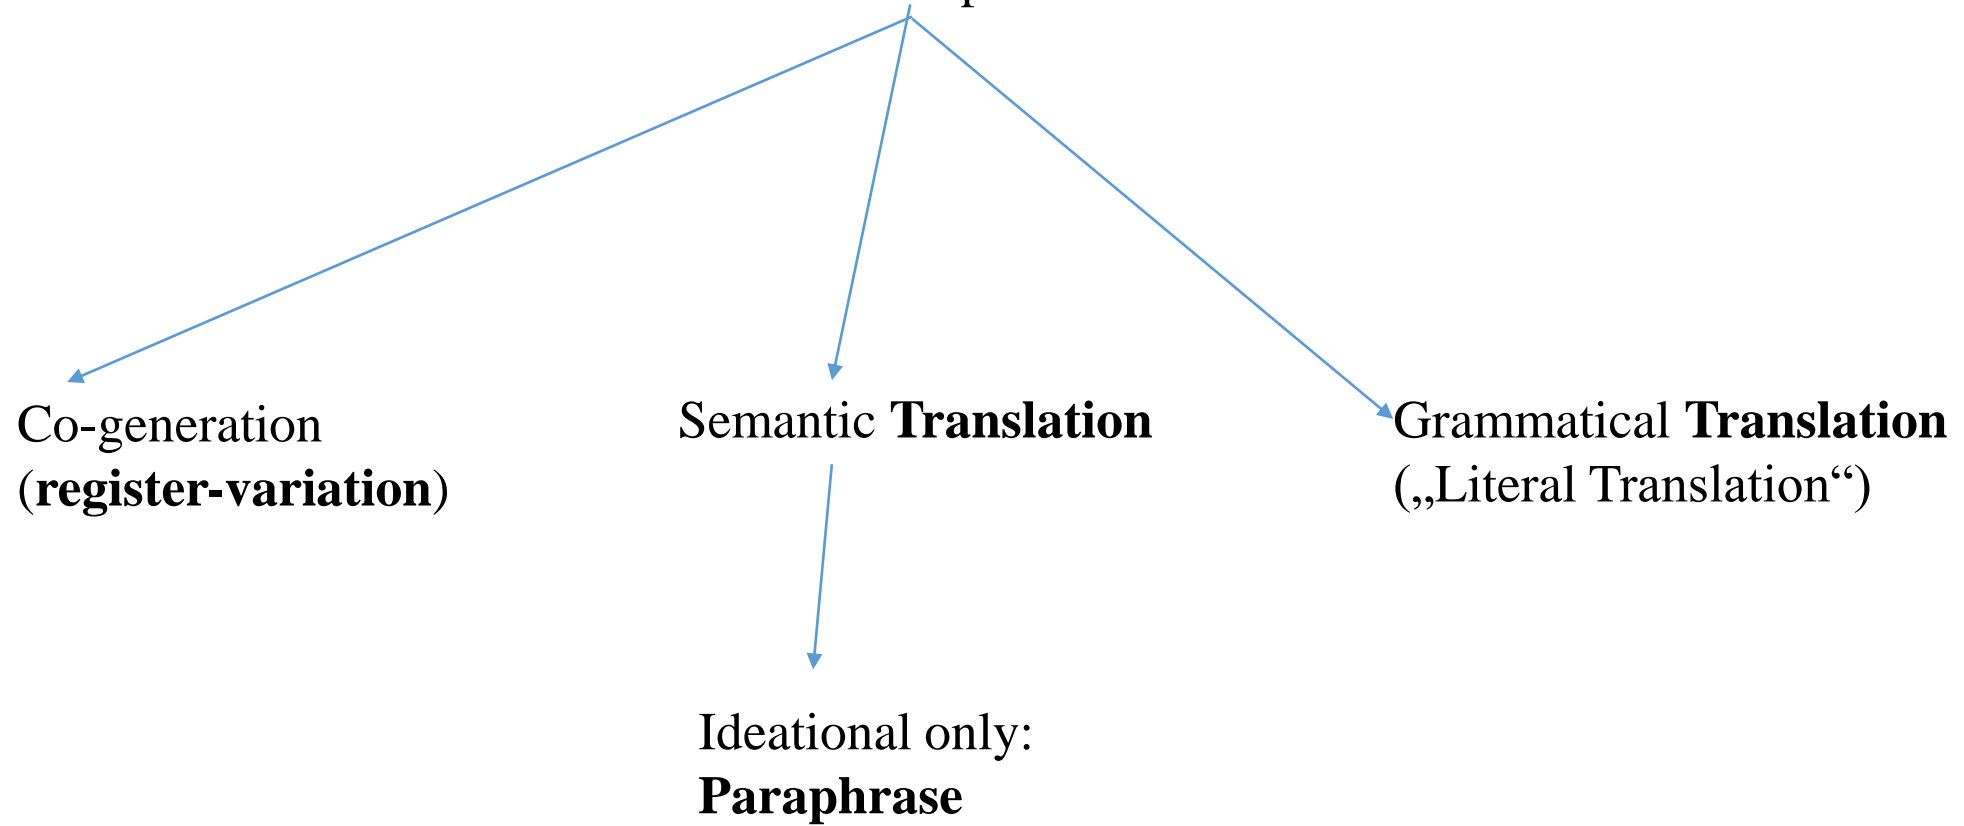 Co-generation
(register-variation)
Semantic Translation
Grammatical Translation
(„Literal Translation“)
Ideational only:
Paraphrase